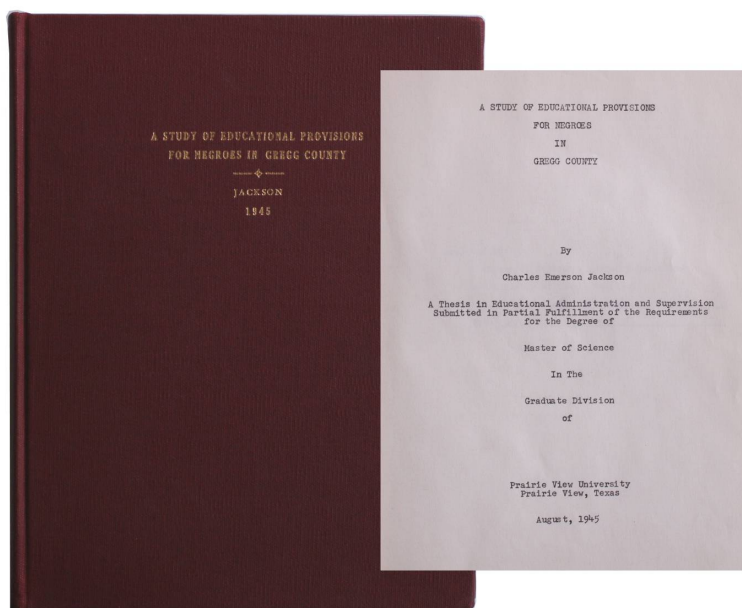 A STUDY OF EDUCATIONAL PROVISIONS
FOR NEGROES IN GREGG COUNTY
JACKSON
1945
A STUDY OF EDUCATIONAL PROVISIONS
FOR NEGROES
IN
GREGG COUNTY
By
Charles Emerson Jackson
A Thesis in Educational Administration and Supervision
Submitted in Partial Fulfillment of the Requirements
for the Degree of
Master of Science
In The
Graduate Division
of
Prairie View University
Prairie View, Texas
August, 1945